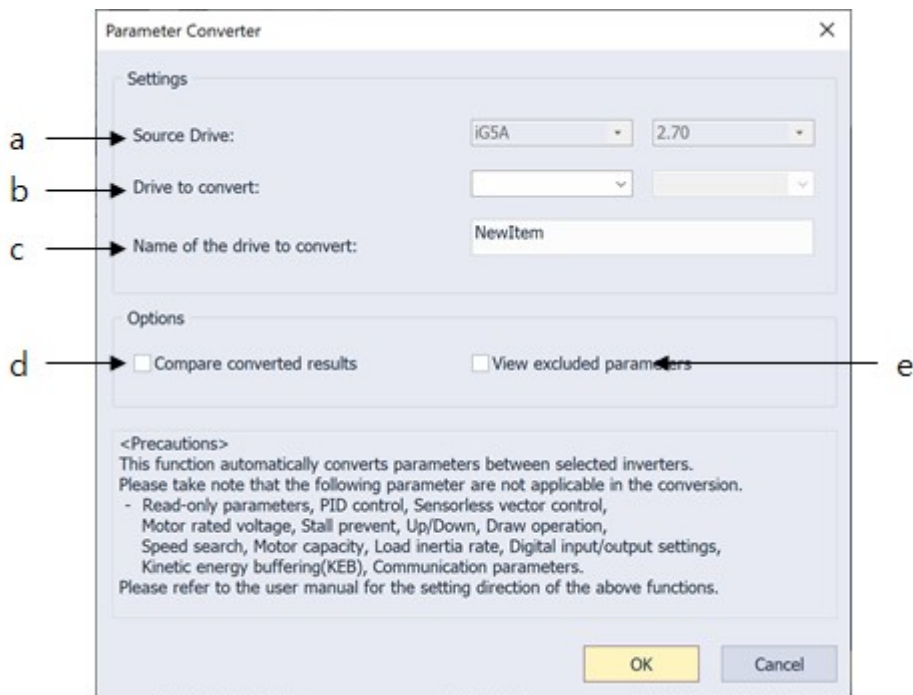 Parameter Converter
Settings
a Source Drive: iG5A 2.70
b Drive to convert:
c Name of the drive to convert: NewItem
Options
d Compare converted results View excluded parameters e
<Precautions>
This function automatically converts parameters between selected inverters.
Please take note that the following parameter are not applicable in the conversion.
- Read-only parameters, PID control, Sensorless vector control,
Motor rated voltage, Stall prevent, Up/Down, Draw operation,
Speed search, Motor capacity, Load inertia rate, Digital input/output settings,
Kinetic energy buffering(KEB), Communication parameters.
Please refer to the user manual for the setting direction of the above functions.
OK Cancel